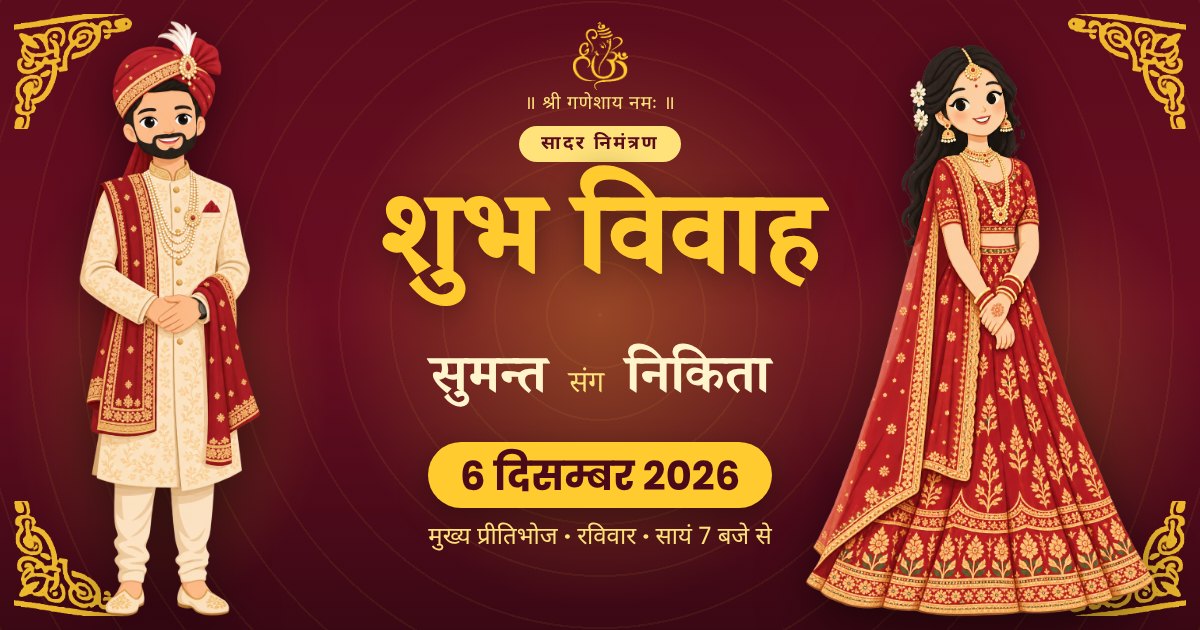 ॥ श्री गणेशाय नमः ॥
सादर निमंत्रण
शुभ विवाह
सुमन्त संग निकिता
6 दिसम्बर 2026
मुख्य प्रीतिभोज • रविवार • सायं 7 बजे से